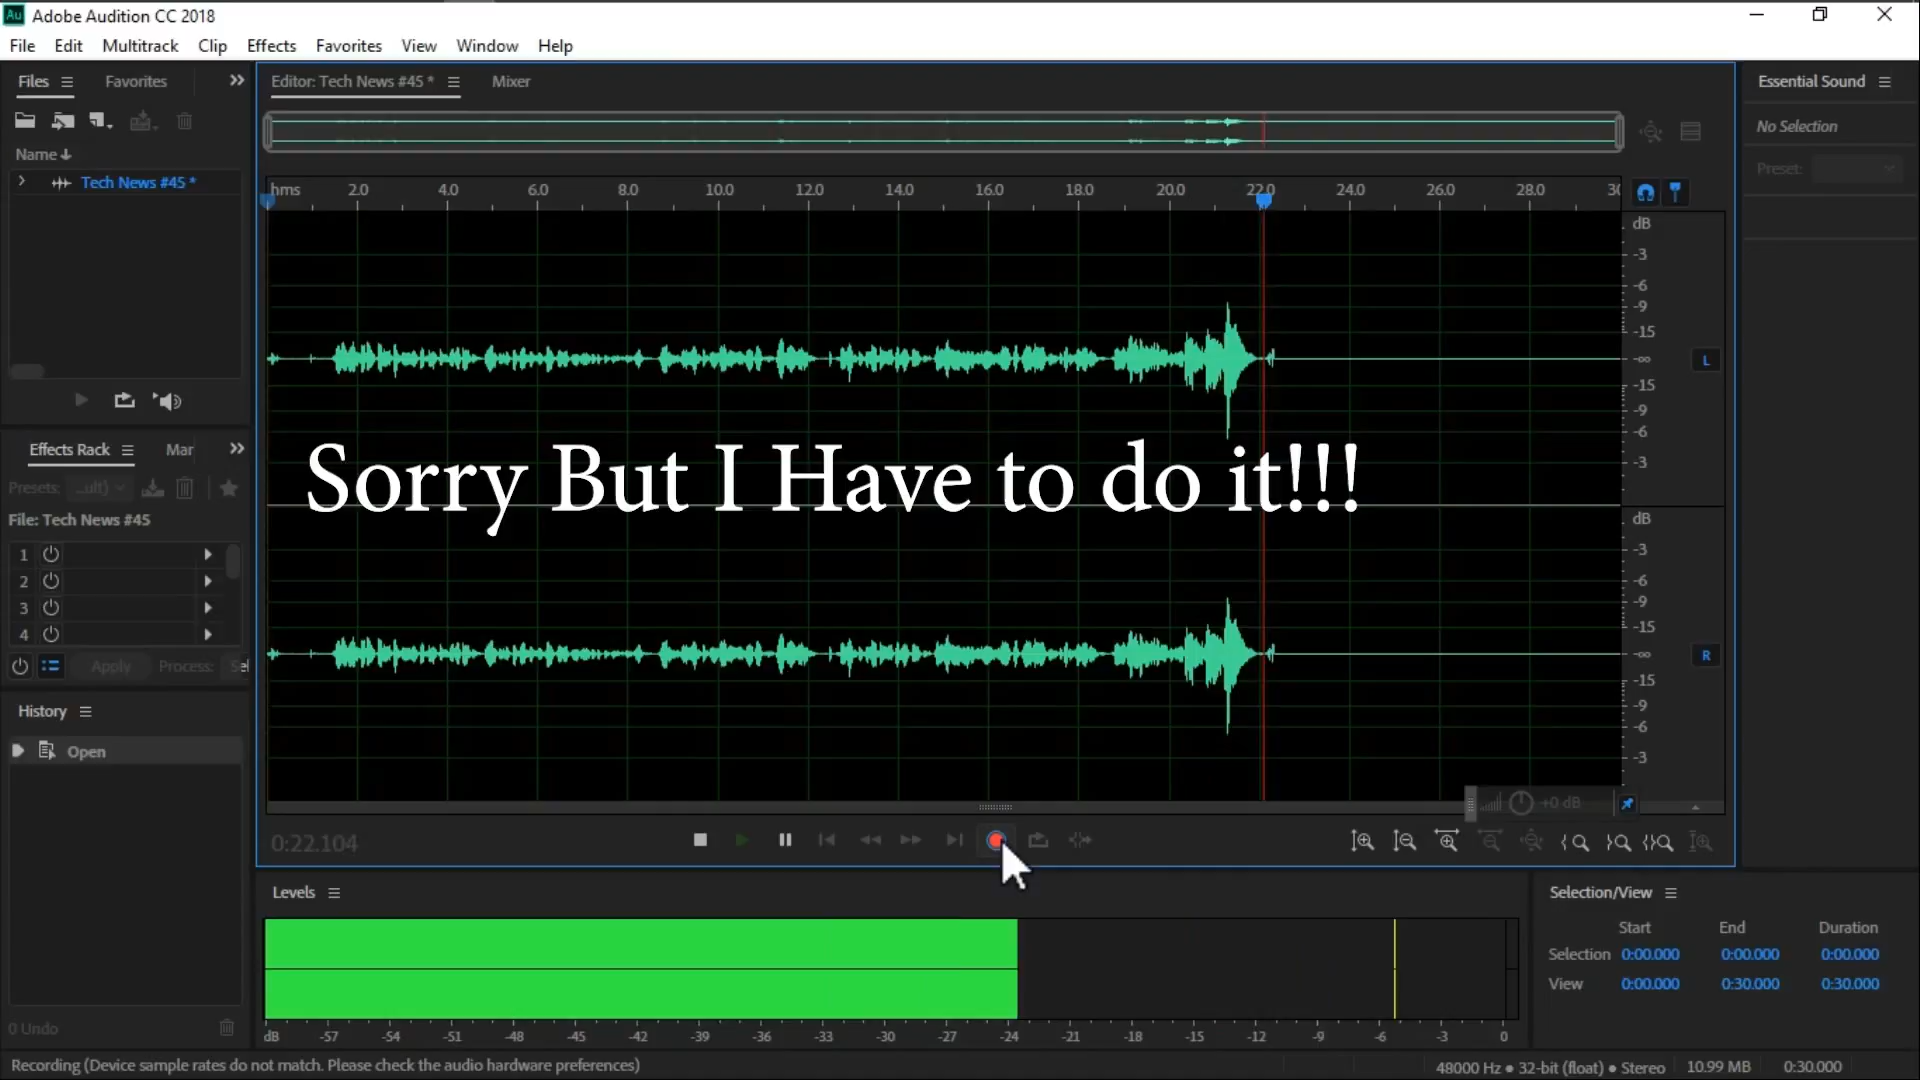 Au Adobe Audition CC 2018
File Edit Multitrack Clip Effects Favorites View Window Help
Files Favorites
Editor: Tech News #45 * Mixer
Essential Sound
No Selection
Preset:
Name
Tech News #45 *
hms 2.0 4.0 6.0 8.0 10.0 12.0 14.0 16.0 18.0 20.0 22.0 24.0 26.0 28.0
dB
-3
-6
-9
-15
-∞
L
-15
-9
-6
-3
Sorry But I Have to do it!!!
dB
-3
-6
-9
-15
-∞
R
-15
-9
-6
-3
Effects Rack Mar
Presets: ...ult)
File: Tech News #45
1
2
3
4
Apply Process: Sel
History
Open
0 Undo
+0 dB
0:22.104
Levels
dB -57 -54 -51 -48 -45 -42 -39 -36 -33 -30 -27 -24 -21 -18 -15 -12 -9 -6 -3 0
Selection/View
Start End Duration
Selection 0:00.000 0:00.000 0:00.000
View 0:00.000 0:30.000 0:30.000
Recording (Device sample rates do not match. Please check the audio hardware preferences)
48000 Hz ● 32-bit (float) ● Stereo 10.99 MB 0:30.000